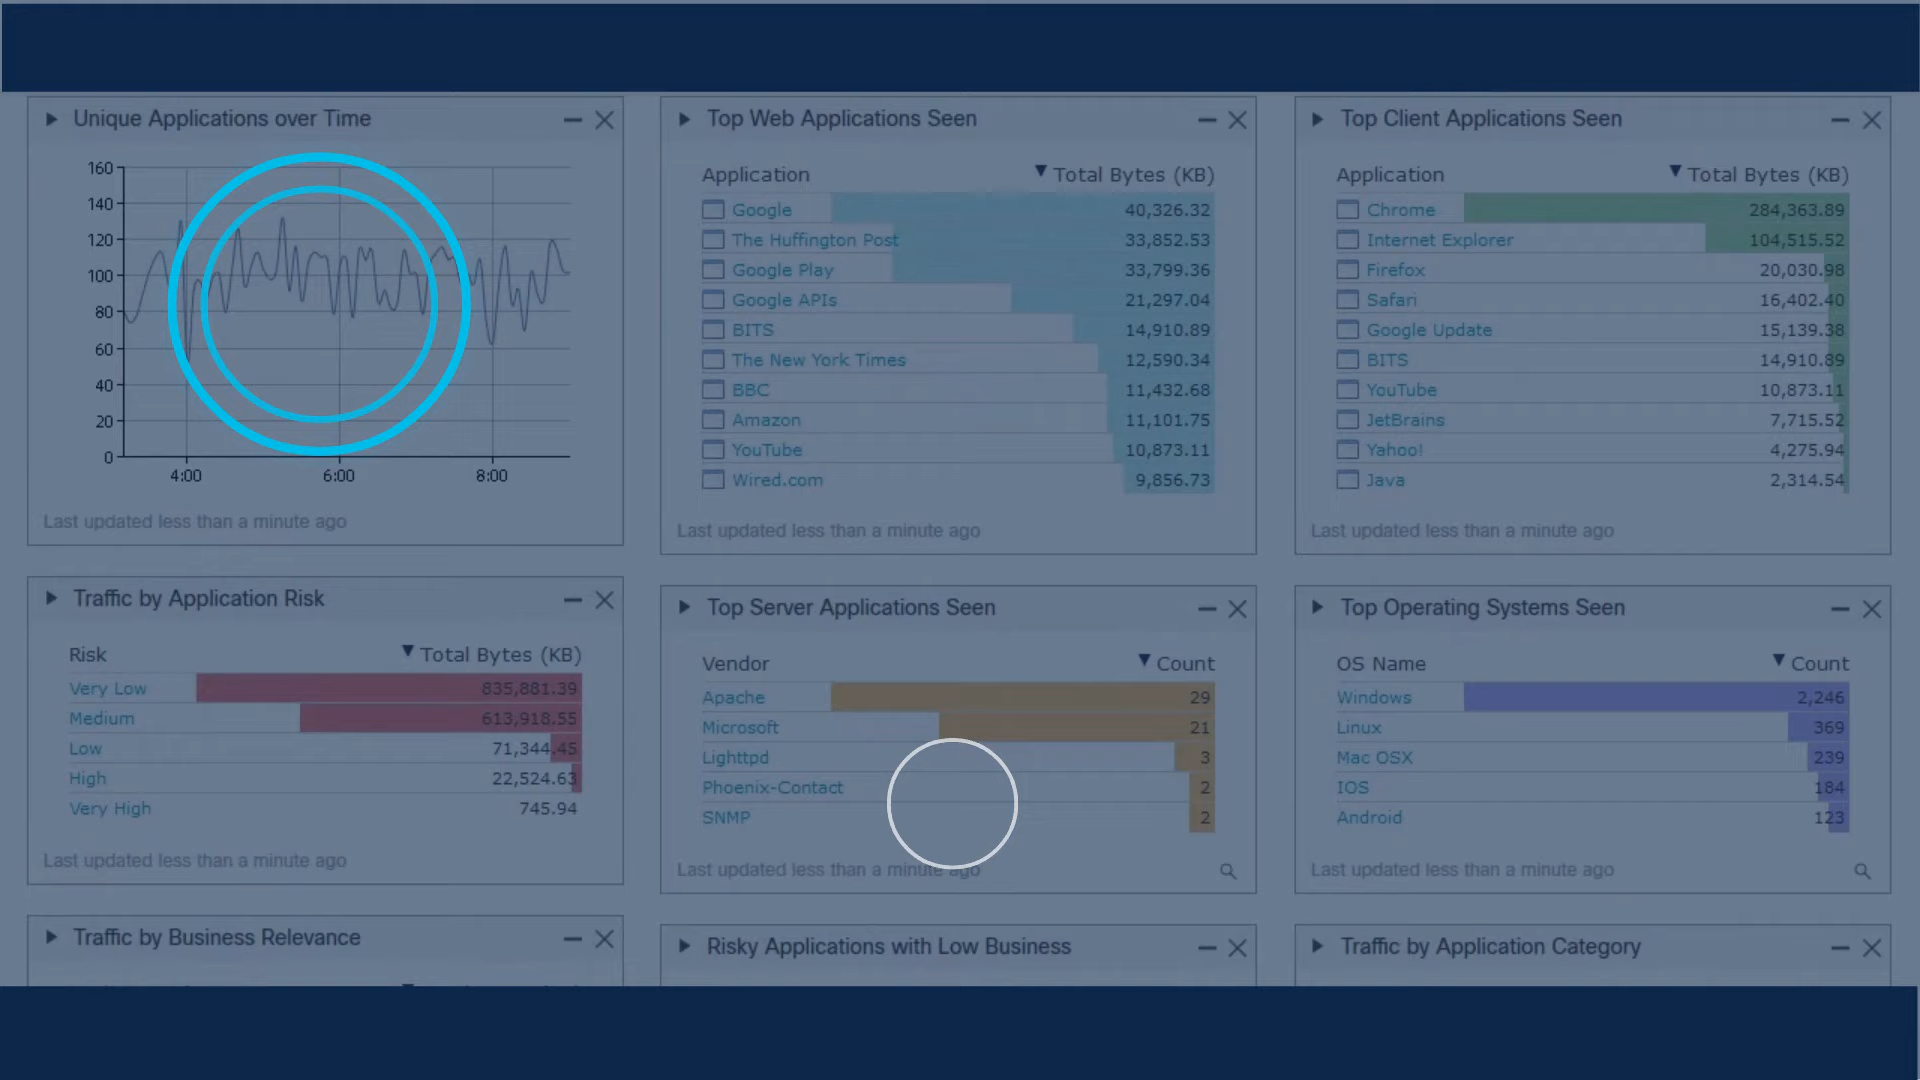 Unique Applications over Time
160
140
120
100
80
60
40
20
0
4:00 6:00 8:00
Last updated less than a minute ago
Top Web Applications Seen
Application Total Bytes (KB)
Google 40,326.32
The Huffington Post 33,852.53
Google Play 33,799.36
Google APIs 21,297.04
BITS 14,910.89
The New York Times 12,590.34
BBC 11,432.68
Amazon 11,101.75
YouTube 10,873.11
Wired.com 9,856.73
Last updated less than a minute ago
Top Client Applications Seen
Application Total Bytes (KB)
Chrome 284,363.89
Internet Explorer 104,515.52
Firefox 20,030.98
Safari 16,402.40
Google Update 15,139.38
BITS 14,910.89
YouTube 10,873.11
JetBrains 7,715.52
Yahoo! 4,275.94
Java 2,314.54
Last updated less than a minute ago
Traffic by Application Risk
Risk Total Bytes (KB)
Very Low 835,881.39
Medium 613,918.55
Low 71,344.45
High 22,524.63
Very High 745.94
Last updated less than a minute ago
Top Server Applications Seen
Vendor Count
Apache 29
Microsoft 21
Lighttpd 3
Phoenix-Contact 2
SNMP 2
Last updated less than a minute ago
Top Operating Systems Seen
OS Name Count
Windows 2,246
Linux 369
Mac OSX 239
IOS 184
Android 123
Last updated less than a minute ago
Traffic by Business Relevance
Risky Applications with Low Business
Traffic by Application Category